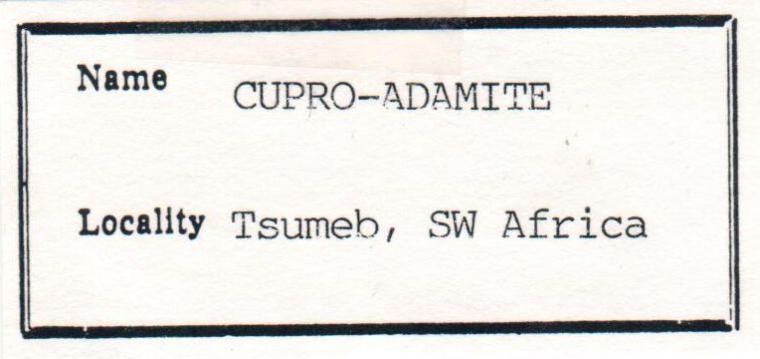 Name CUPRO-ADAMITE
Locality Tsumeb, SW Africa